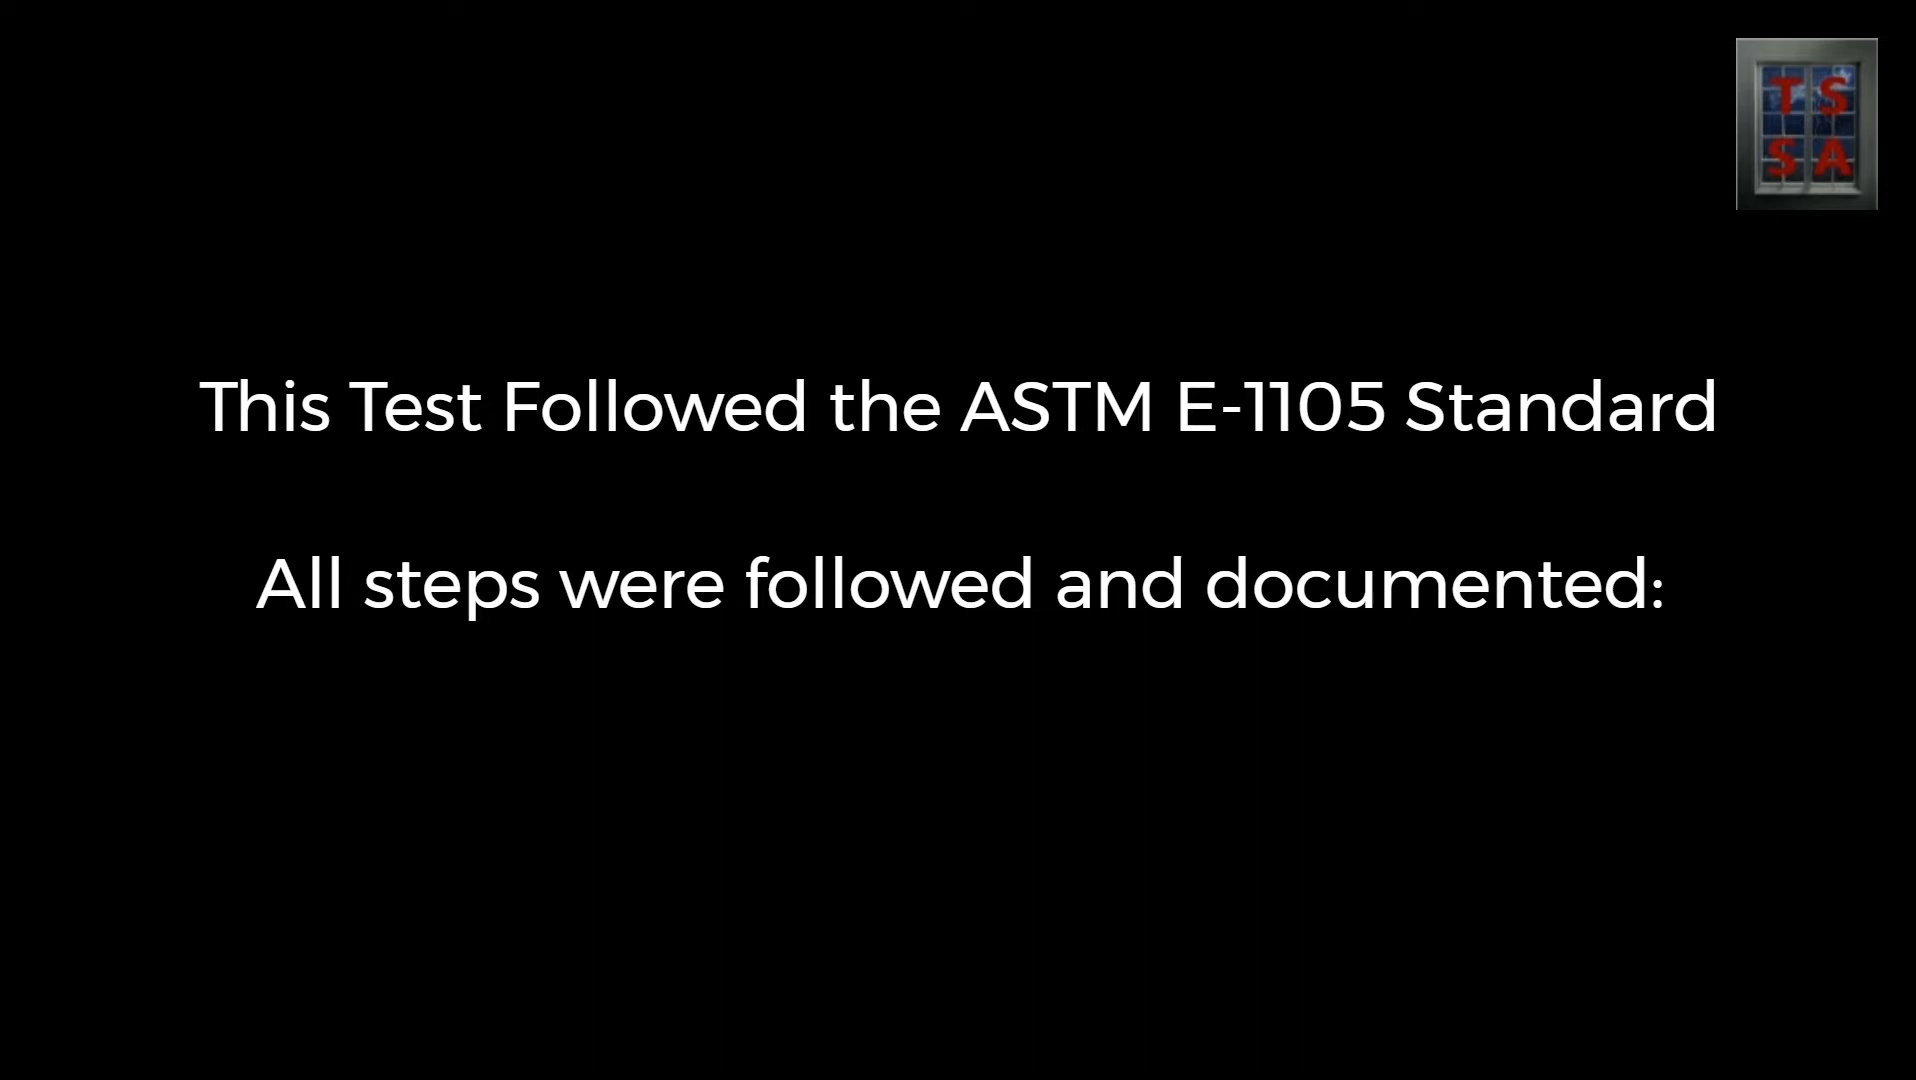 T S
S A
This Test Followed the ASTM E-1105 Standard
All steps were followed and documented: